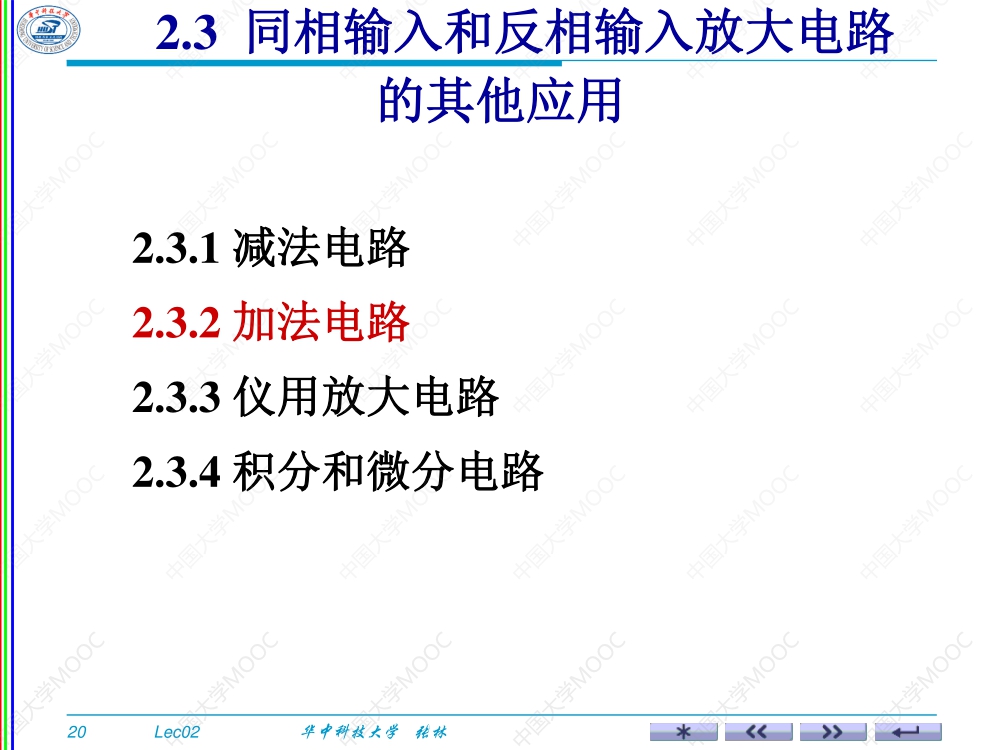 2.3 同相输入和反相输入放大电路
的其他应用
2.3.1 减法电路
2.3.2 加法电路
2.3.3 仪用放大电路
2.3.4 积分和微分电路
20 Lec02 华中科技大学 张林
中国大学MOOC